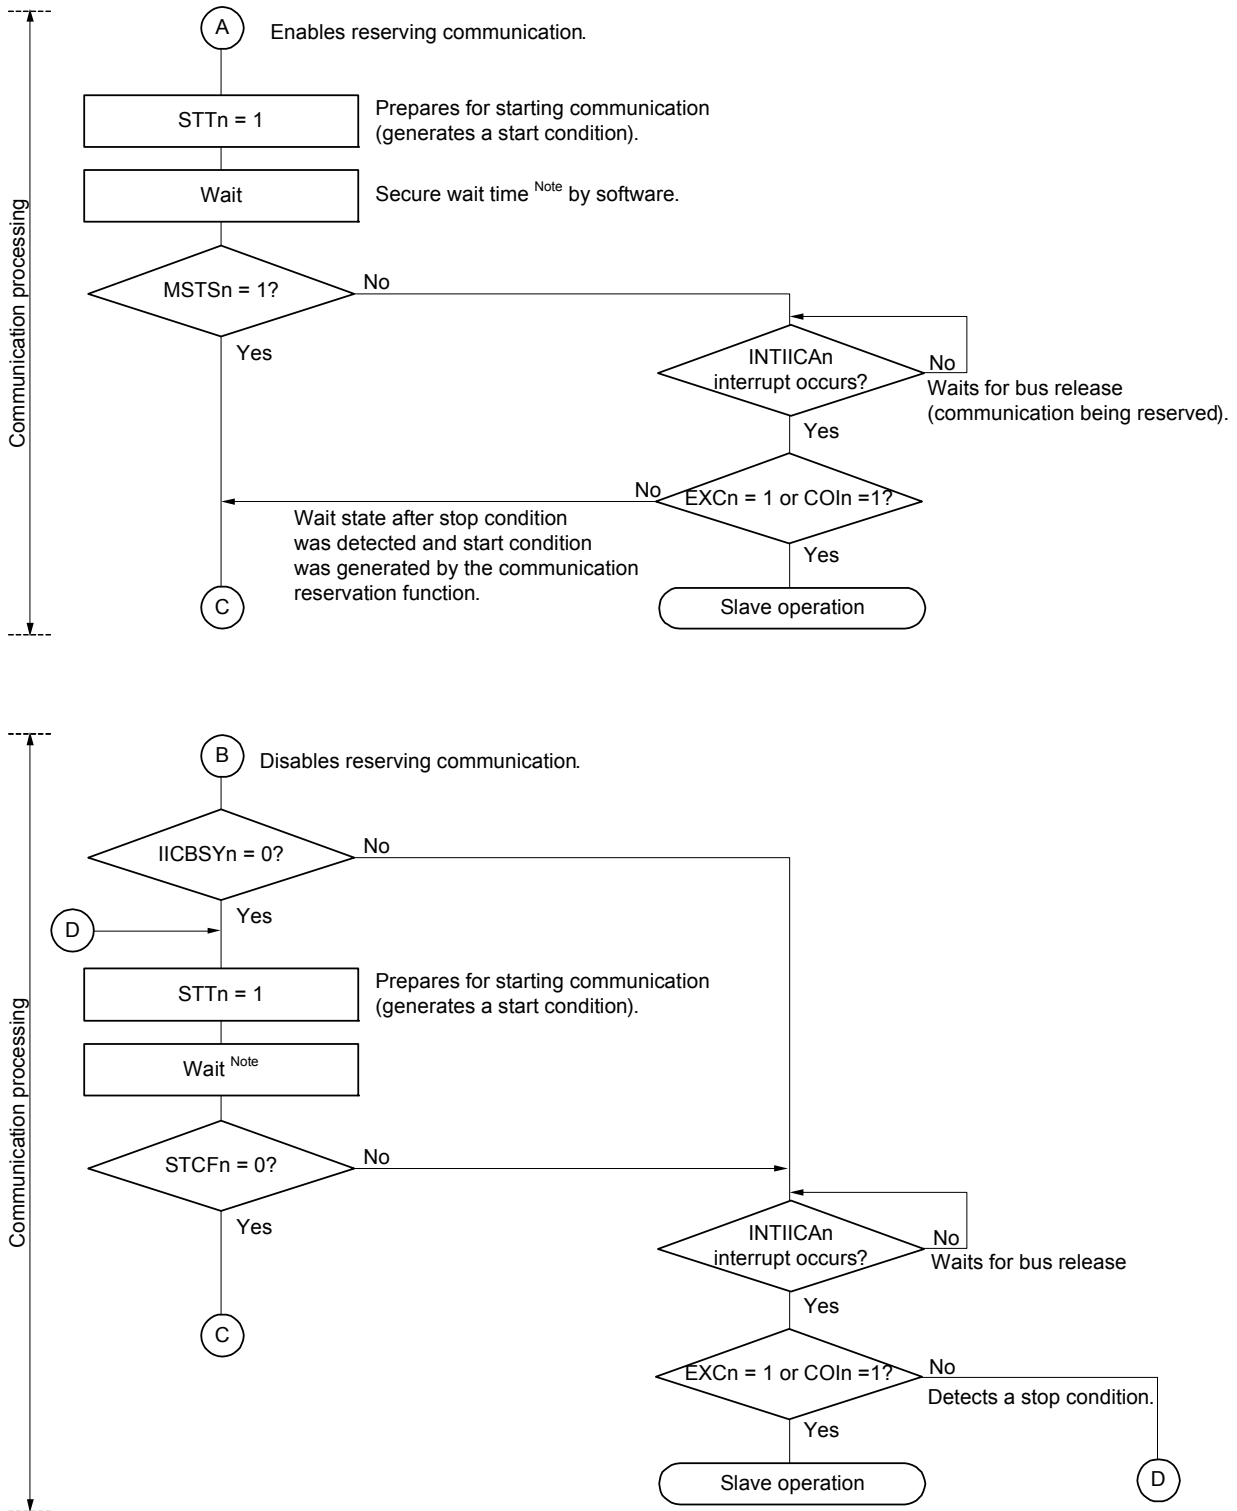 A
Enables reserving communication.
STTn = 1
Prepares for starting communication
(generates a start condition).
Wait
Secure wait time Note by software.
Communication processing
MSTSn = 1?
No
Yes
INTIICAn
interrupt occurs?
No
Waits for bus release
(communication being reserved).
Yes
EXCn = 1 or COIn =1?
No
Wait state after stop condition
was detected and start condition
was generated by the communication
reservation function.
Yes
C
Slave operation
B
Disables reserving communication.
IICBSYn = 0?
No
Yes
D
STTn = 1
Prepares for starting communication
(generates a start condition).
Communication processing
Wait Note
STCFn = 0?
No
Yes
INTIICAn
interrupt occurs?
No
Waits for bus release
Yes
C
EXCn = 1 or COIn =1?
No
Detects a stop condition.
Yes
Slave operation
D